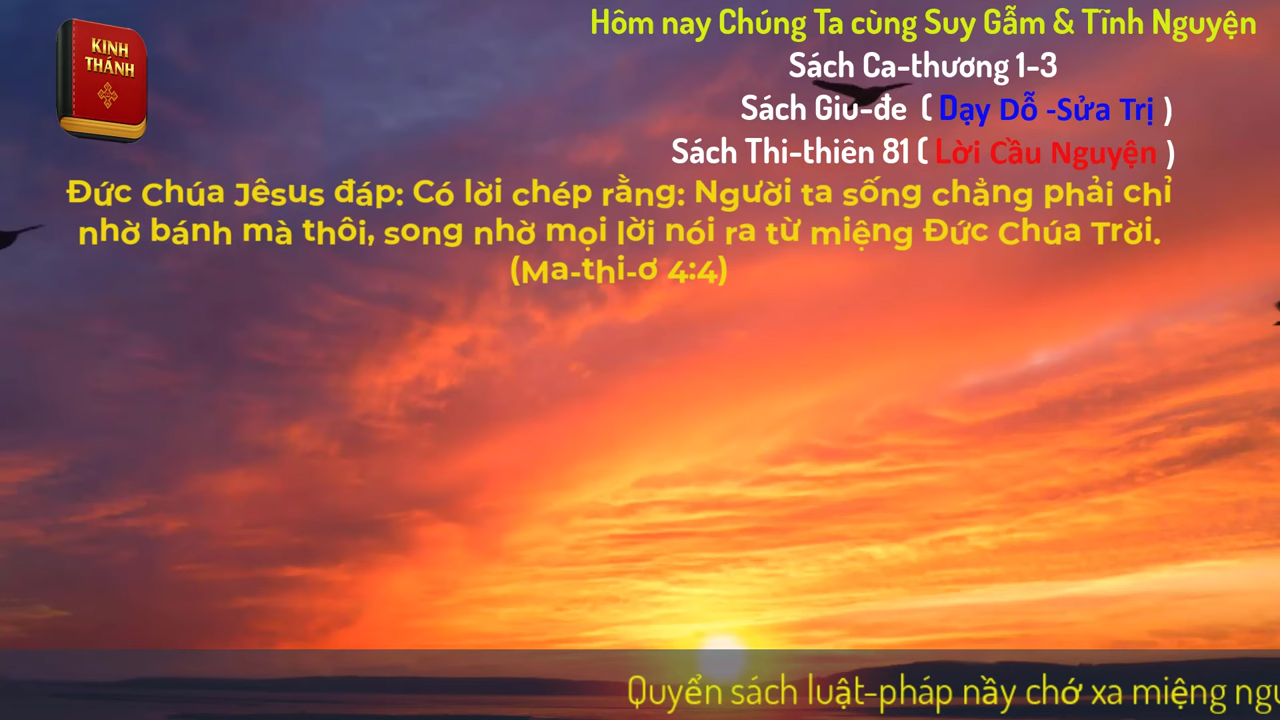 KINH
THÁNH
Hôm nay Chúng Ta cùng Suy Gẫm & Tĩnh Nguyện
Sách Ca-thương 1-3
Sách Giu-đe ( Dạy Dỗ -Sửa Trị )
Sách Thi-thiên 81 ( Lời Cầu Nguyện )
Đức Chúa Jêsus đáp: Có lời chép rằng: Người ta sống chẳng phải chỉ
nhờ bánh mà thôi, song nhờ mọi lời nói ra từ miệng Đức Chúa Trời.
(Ma-thi-ơ 4:4)
Quyển sách luật-pháp nầy chớ xa miệng